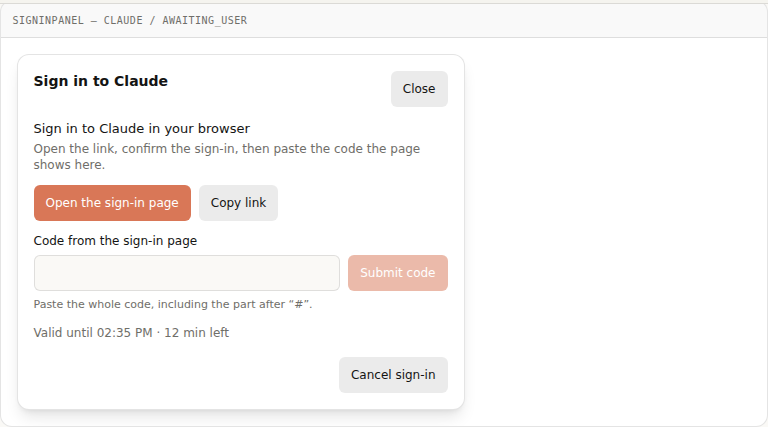 SIGNINPANEL — CLAUDE / AWAITING_USER
Sign in to Claude
Close
Sign in to Claude in your browser
Open the link, confirm the sign-in, then paste the code the page
shows here.
Open the sign-in page
Copy link
Code from the sign-in page
Submit code
Paste the whole code, including the part after “#”.
Valid until 02:35 PM · 12 min left
Cancel sign-in